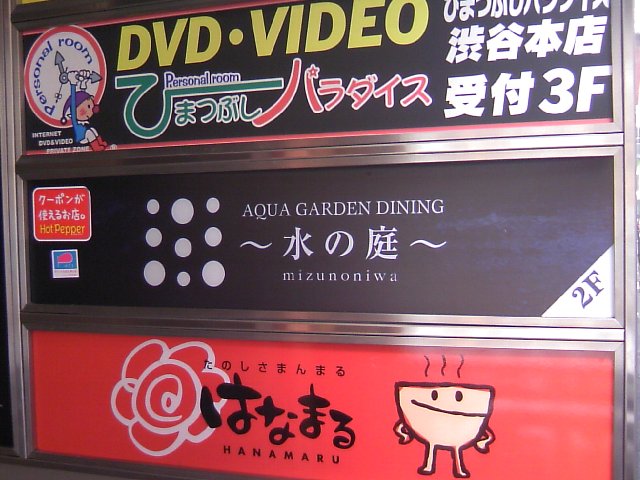 Personal room
INTERNET
DVD&VIDEO
PRIVATE ZONE
DVD・VIDEO
Personal room
ひまつぶしパラダイス
ひまつぶしパラダイス
渋谷本店
受付3F
クーポンが
使えるお店。
Hot Pepper
AQUA GARDEN DINING
～水の庭～
mizunoniwa
2F
たのしさまんまる
はなまる
HANAMARU